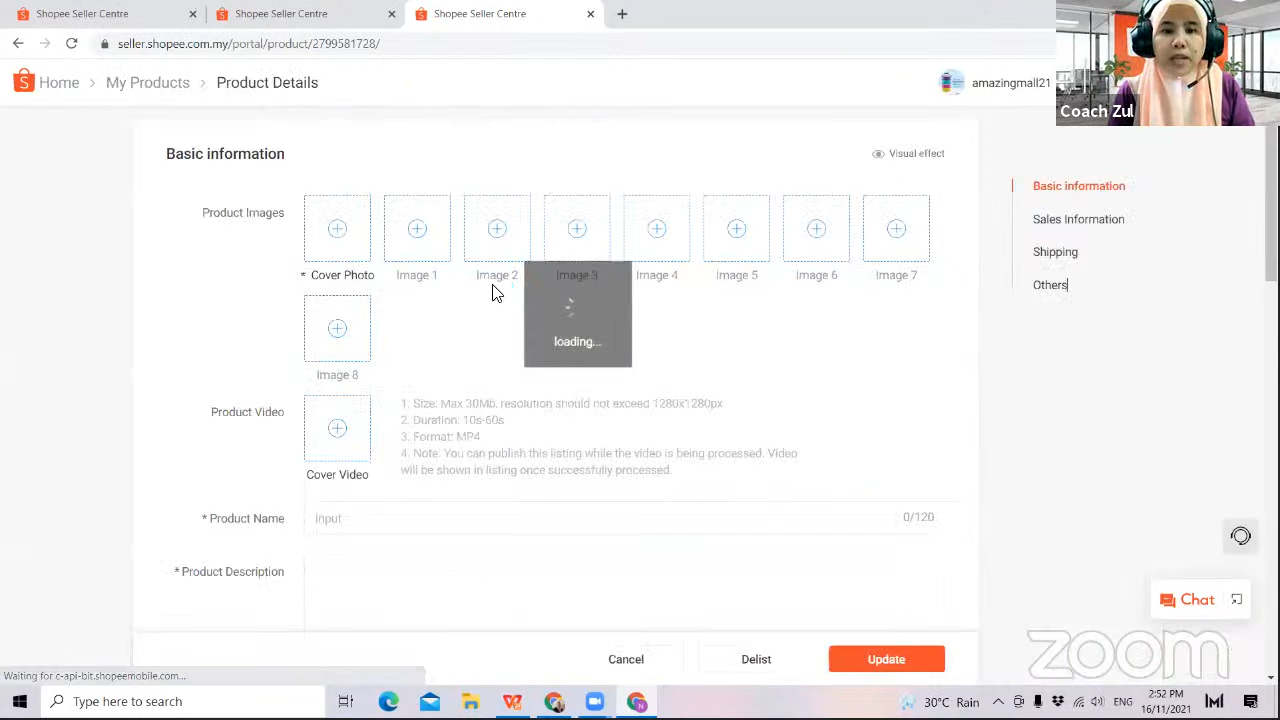 Shopee Seller Centre
Shopee Seller Centre
Shopee Seller Centre
seller.shopee.com.my/portal/product/2799581728/
Home > My Products > Product Details
amazingmall21
Coach Zul
Basic information
Visual effect
Basic information
Sales Information
Shipping
Others
Product Images
* Cover Photo
Image 1
Image 2
Image 3
Image 4
Image 5
Image 6
Image 7
loading...
Image 8
Product Video
1. Size: Max 30Mb, resolution should not exceed 1280x1280px
2. Duration: 10s-60s
3. Format: MP4
4. Note: You can publish this listing while the video is being processed. Video
will be shown in listing once successfully processed.
Cover Video
* Product Name
Input
0/120
* Product Description
Chat
Cancel
Delist
Update
zoom
Waiting for c-api-bit.shopeemobile.com...
Type here to search
30°C Rain
2:52 PM
16/11/2021